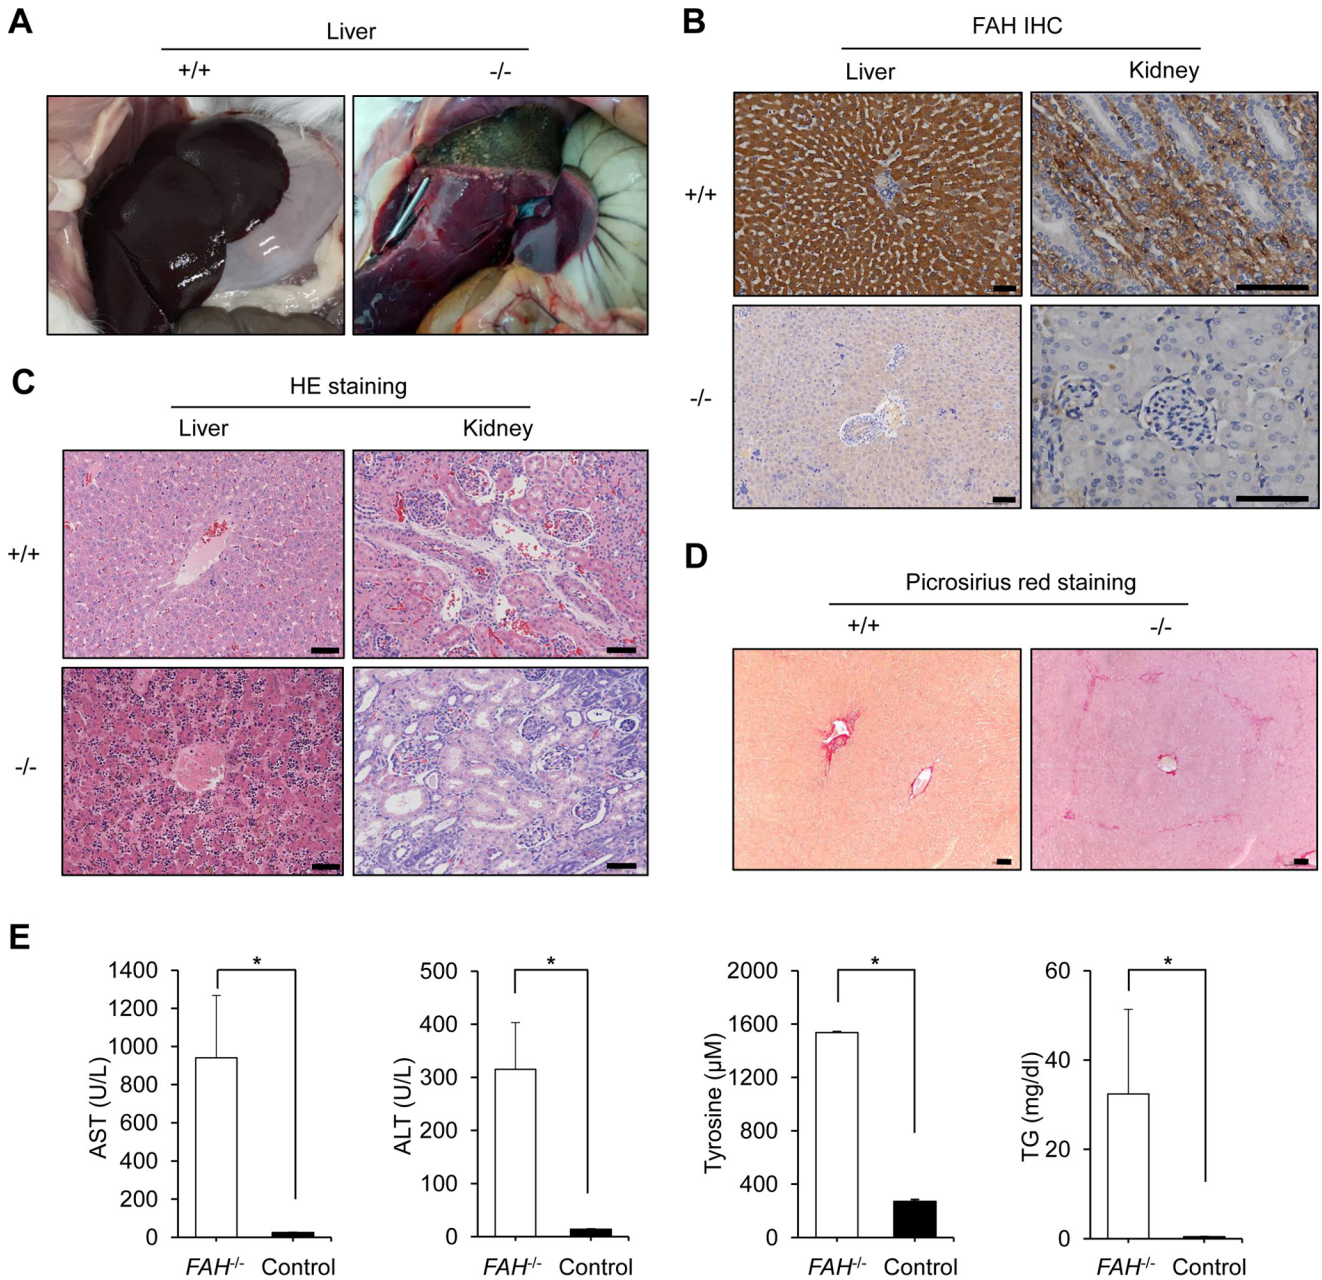 A
Liver
+/+
-/-
B
FAH IHC
Liver
Kidney
+/+
-/-
C
HE staining
Liver
Kidney
+/+
-/-
D
Picrosirius red staining
+/+
-/-
E
AST (U/L)
1400
1200
1000
800
600
400
200
0
*
FAH-/-
Control
ALT (U/L)
500
400
300
200
100
0
*
FAH-/-
Control
Tyrosine (µM)
2000
1600
1200
800
400
0
*
FAH-/-
Control
TG (mg/dl)
60
40
20
0
*
FAH-/-
Control